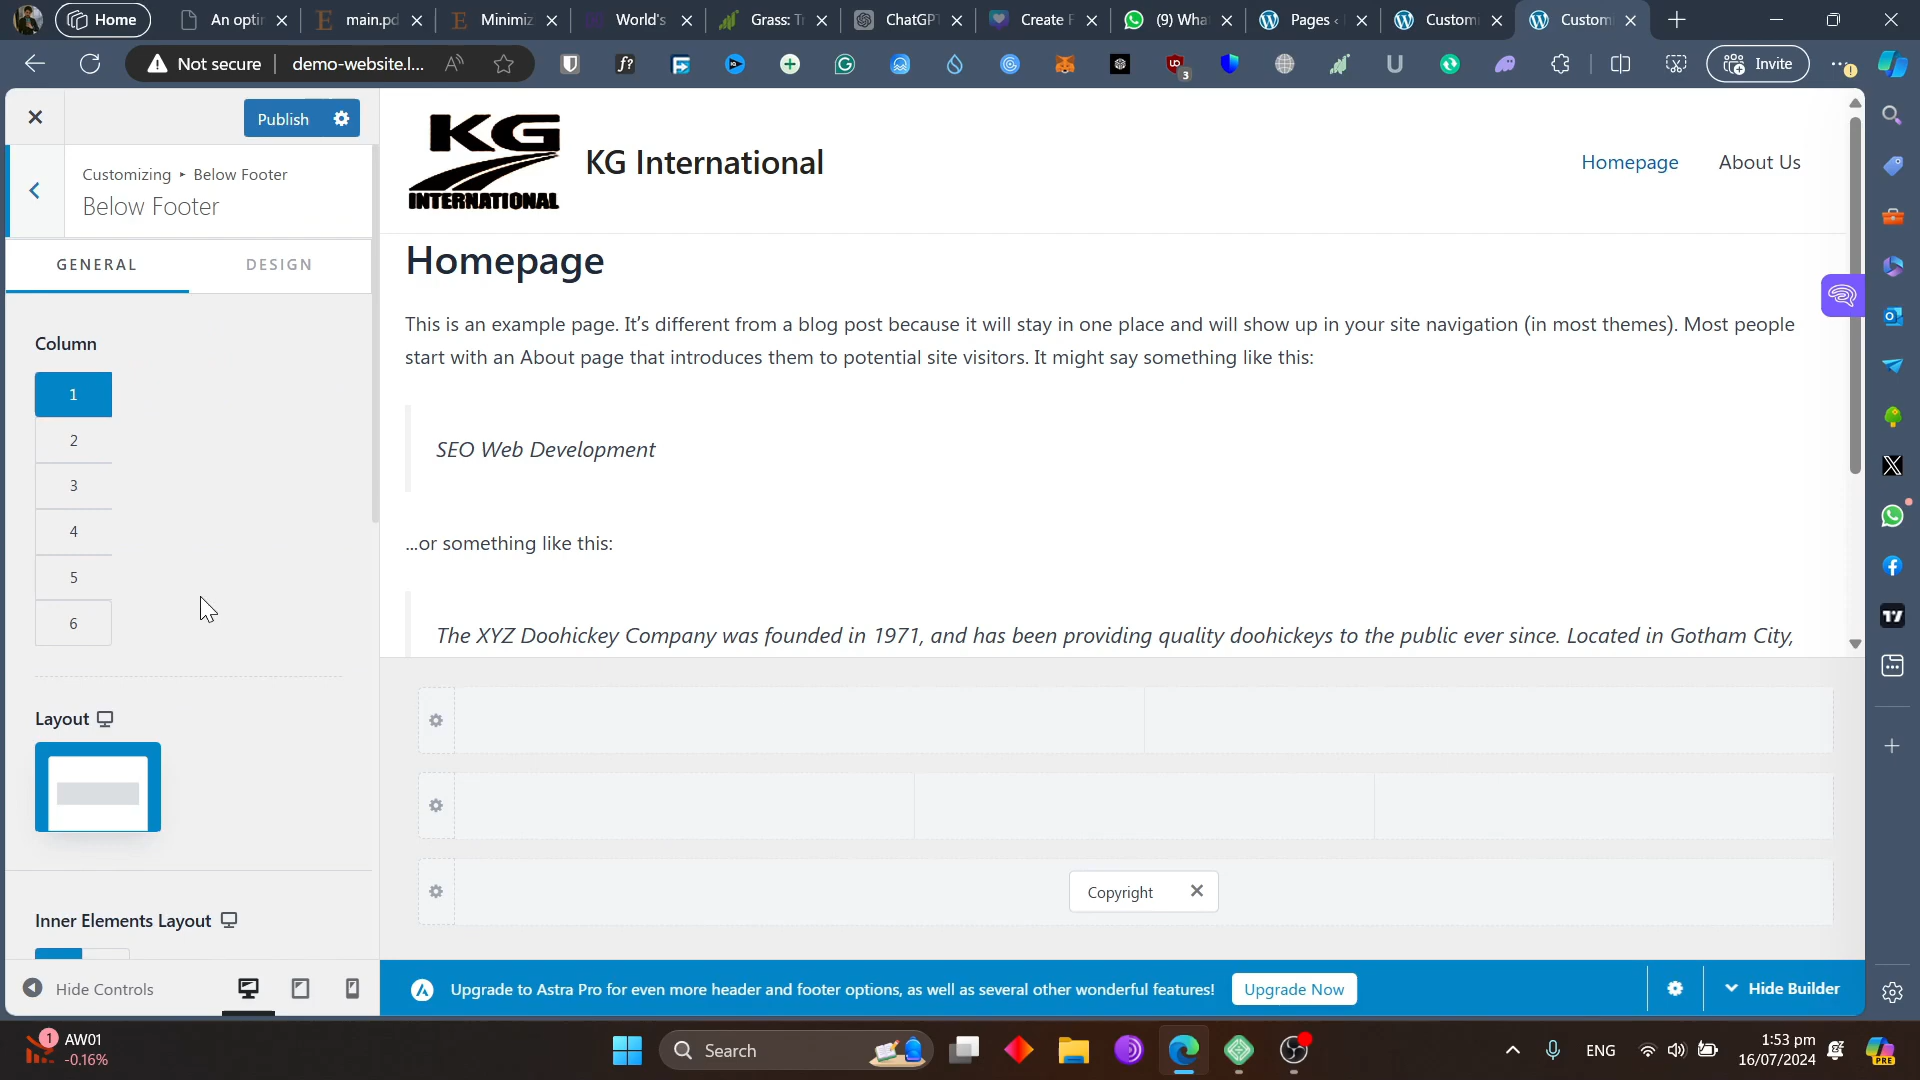 Home
An opti
main.pd
Minimiz
World's
Grass: T
ChatGP
Create F
(9) Wha
Pages ‹
Custom
Custom
Not secure
demo-website.l...
Invite
Publish
Customizing ▸ Below Footer
Below Footer
GENERAL
DESIGN
Column
1
2
3
4
5
6
Layout
Inner Elements Layout
Hide Controls
KG
INTERNATIONAL
KG International
Homepage
About Us
Homepage
This is an example page. It's different from a blog post because it will stay in one place and will show up in your site navigation (in most themes). Most people
start with an About page that introduces them to potential site visitors. It might say something like this:
SEO Web Development
...or something like this:
The XYZ Doohickey Company was founded in 1971, and has been providing quality doohickeys to the public ever since. Located in Gotham City,
Copyright
Upgrade to Astra Pro for even more header and footer options, as well as several other wonderful features!
Upgrade Now
Hide Builder
1
AW01
-0.16%
Search
ENG
1:53 pm
16/07/2024
PRE